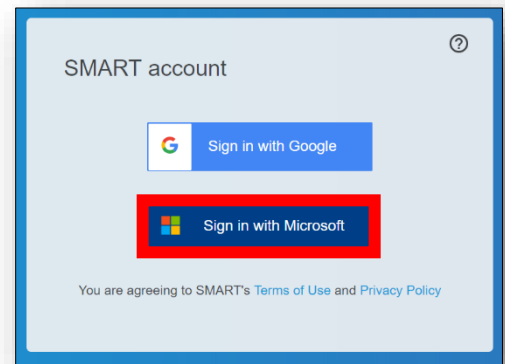 SMART account
Sign in with Google
Sign in with Microsoft
You are agreeing to SMART's Terms of Use and Privacy Policy